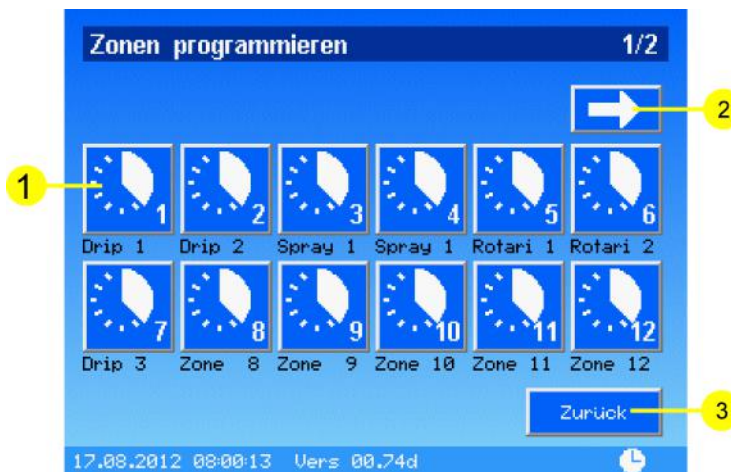 Zonen programmieren 1/2
2
1
1 2 3 4 5 6
Drip 1 Drip 2 Spray 1 Spray 1 Rotari 1 Rotari 2
7 8 9 10 11 12
Drip 3 Zone 8 Zone 9 Zone 10 Zone 11 Zone 12
Zurück 3
17.08.2012 08:00:13 Vers 00.74d